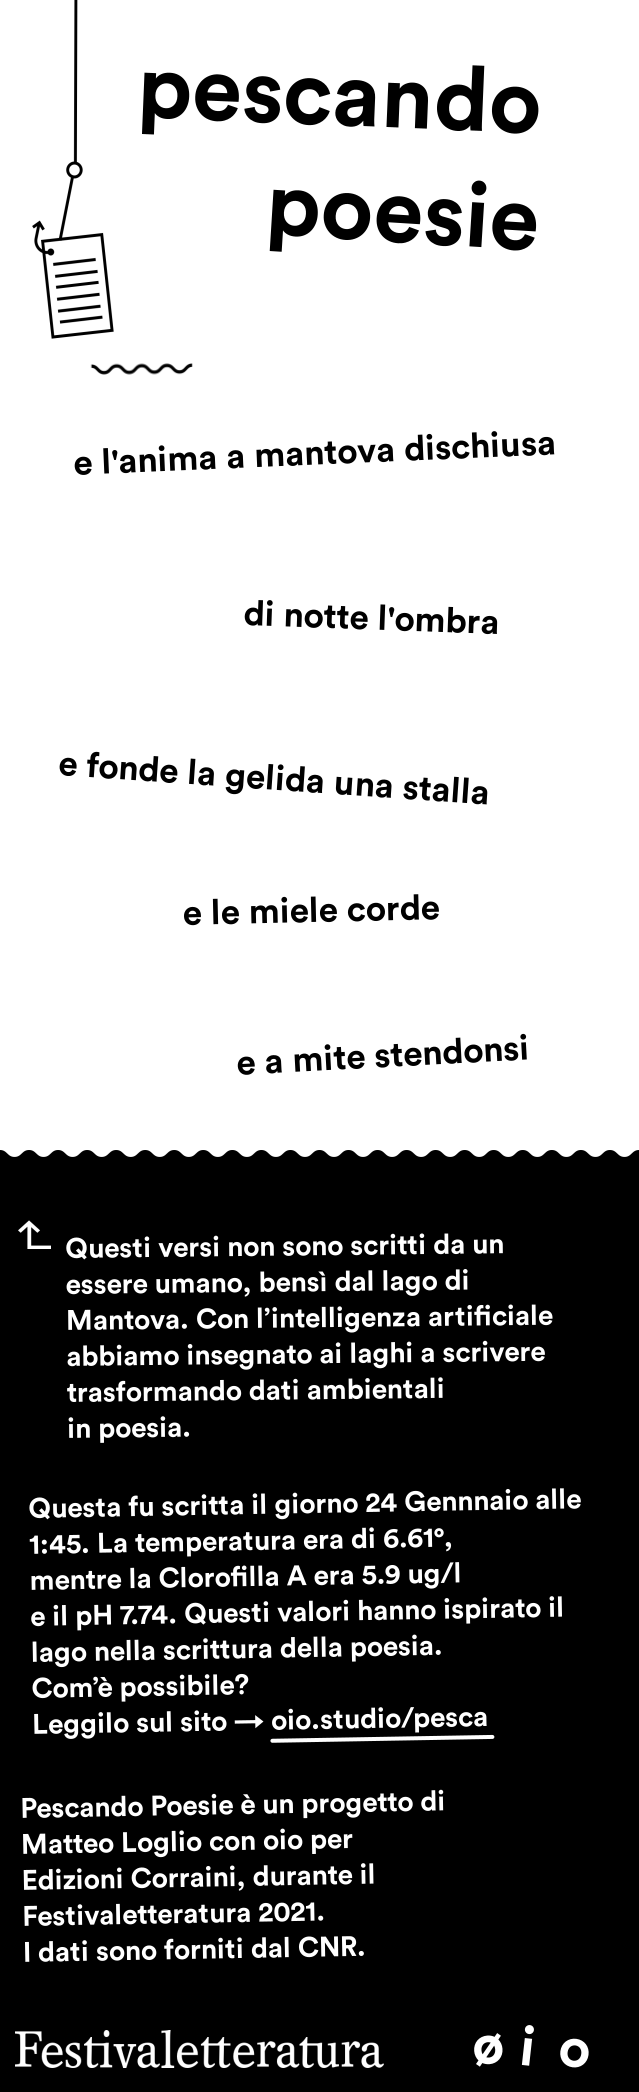 pescando
poesie
e l'anima a mantova dischiusa
di notte l'ombra
e fonde la gelida una stalla
e le miele corde
e a mite stendonsi
Questi versi non sono scritti da un
essere umano, bensì dal lago di
Mantova. Con l’intelligenza artificiale
abbiamo insegnato ai laghi a scrivere
trasformando dati ambientali
in poesia.
Questa fu scritta il giorno 24 Gennnaio alle
1:45. La temperatura era di 6.61°,
mentre la Clorofilla A era 5.9 ug/l
e il pH 7.74. Questi valori hanno ispirato il
lago nella scrittura della poesia.
Com’è possibile?
Leggilo sul sito → oio.studio/pesca
Pescando Poesie è un progetto di
Matteo Loglio con oio per
Edizioni Corraini, durante il
Festivaletteratura 2021.
I dati sono forniti dal CNR.
Festivaletteratura ø i o